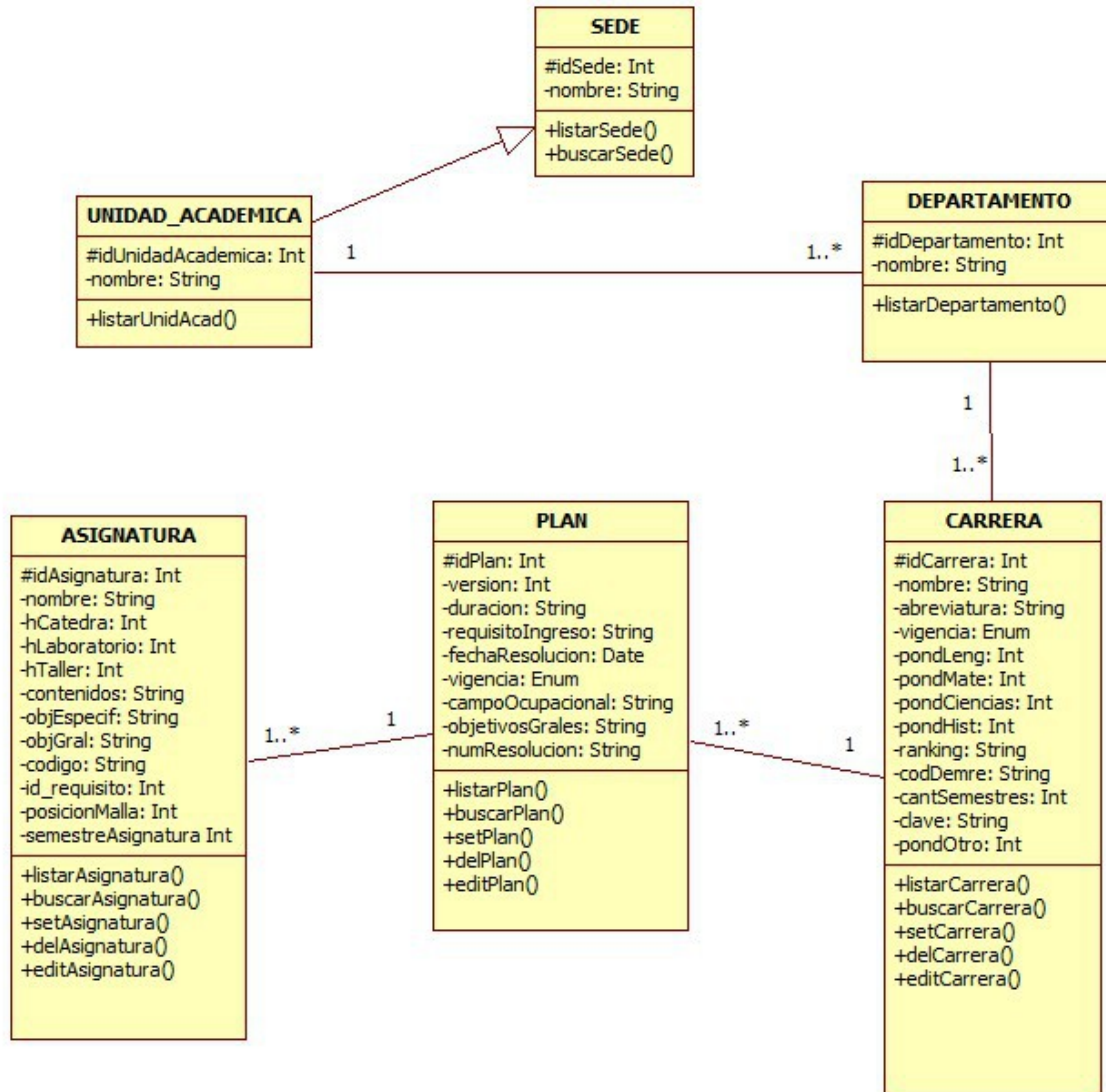 SEDE
#idSede: Int
-nombre: String
+listarSede()
+buscarSede()
UNIDAD_ACADEMICA
#idUnidadAcademica: Int
-nombre: String
+listarUnidAcad()
1
1..*
DEPARTAMENTO
#idDepartamento: Int
-nombre: String
+listarDepartamento()
1
1..*
ASIGNATURA
#idAsignatura: Int
-nombre: String
-hCatedra: Int
-hLaboratorio: Int
-hTaller: Int
-contenidos: String
-objEspecif: String
-objGral: String
-codigo: String
-id_requisito: Int
-posicionMalla: Int
-semestreAsignatura Int
+listarAsignatura()
+buscarAsignatura()
+setAsignatura()
+delAsignatura()
+editAsignatura()
1..*
1
PLAN
#idPlan: Int
-version: Int
-duracion: String
-requisitoIngreso: String
-fechaResolucion: Date
-vigencia: Enum
-campoOcupacional: String
-objetivosGrales: String
-numResolucion: String
+listarPlan()
+buscarPlan()
+setPlan()
+delPlan()
+editPlan()
1..*
1
CARRERA
#idCarrera: Int
-nombre: String
-abreviatura: String
-vigencia: Enum
-pondLeng: Int
-pondMate: Int
-pondCiencias: Int
-pondHist: Int
-ranking: String
-codDemre: String
-cantSemestres: Int
-clave: String
-pondOtro: Int
+listarCarrera()
+buscarCarrera()
+setCarrera()
+delCarrera()
+editCarrera()